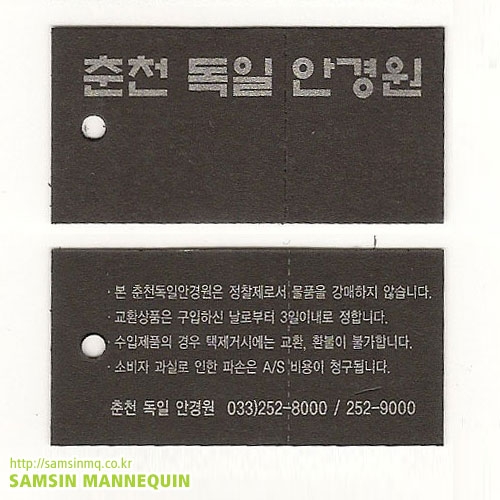 춘천 독일 안경원
· 본 춘천독일안경원은 정찰제로서 물품을 강매하지 않습니다.
· 교환상품은 구입하신 날로부터 3일이내로 정합니다.
· 수입제품의 경우 택제거시에는 교환, 환불이 불가합니다.
· 소비자 과실로 인한 파손은 A/S 비용이 청구됩니다.
춘천 독일 안경원 033)252-8000 / 252-9000
http://samsinmq.co.kr
SAMSIN MANNEQUIN